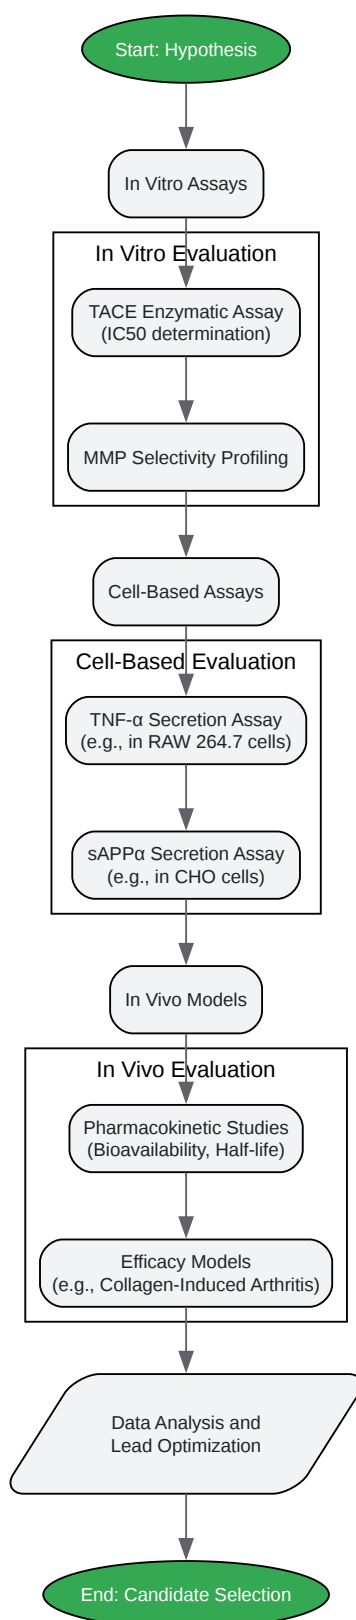 Start: Hypothesis
In Vitro Assays
In Vitro Evaluation
TACE Enzymatic Assay
(IC50 determination)
MMP Selectivity Profiling
Cell-Based Assays
Cell-Based Evaluation
TNF-α Secretion Assay
(e.g., in RAW 264.7 cells)
sAPPα Secretion Assay
(e.g., in CHO cells)
In Vivo Models
In Vivo Evaluation
Pharmacokinetic Studies
(Bioavailability, Half-life)
Efficacy Models
(e.g., Collagen-Induced Arthritis)
Data Analysis and
Lead Optimization
End: Candidate Selection